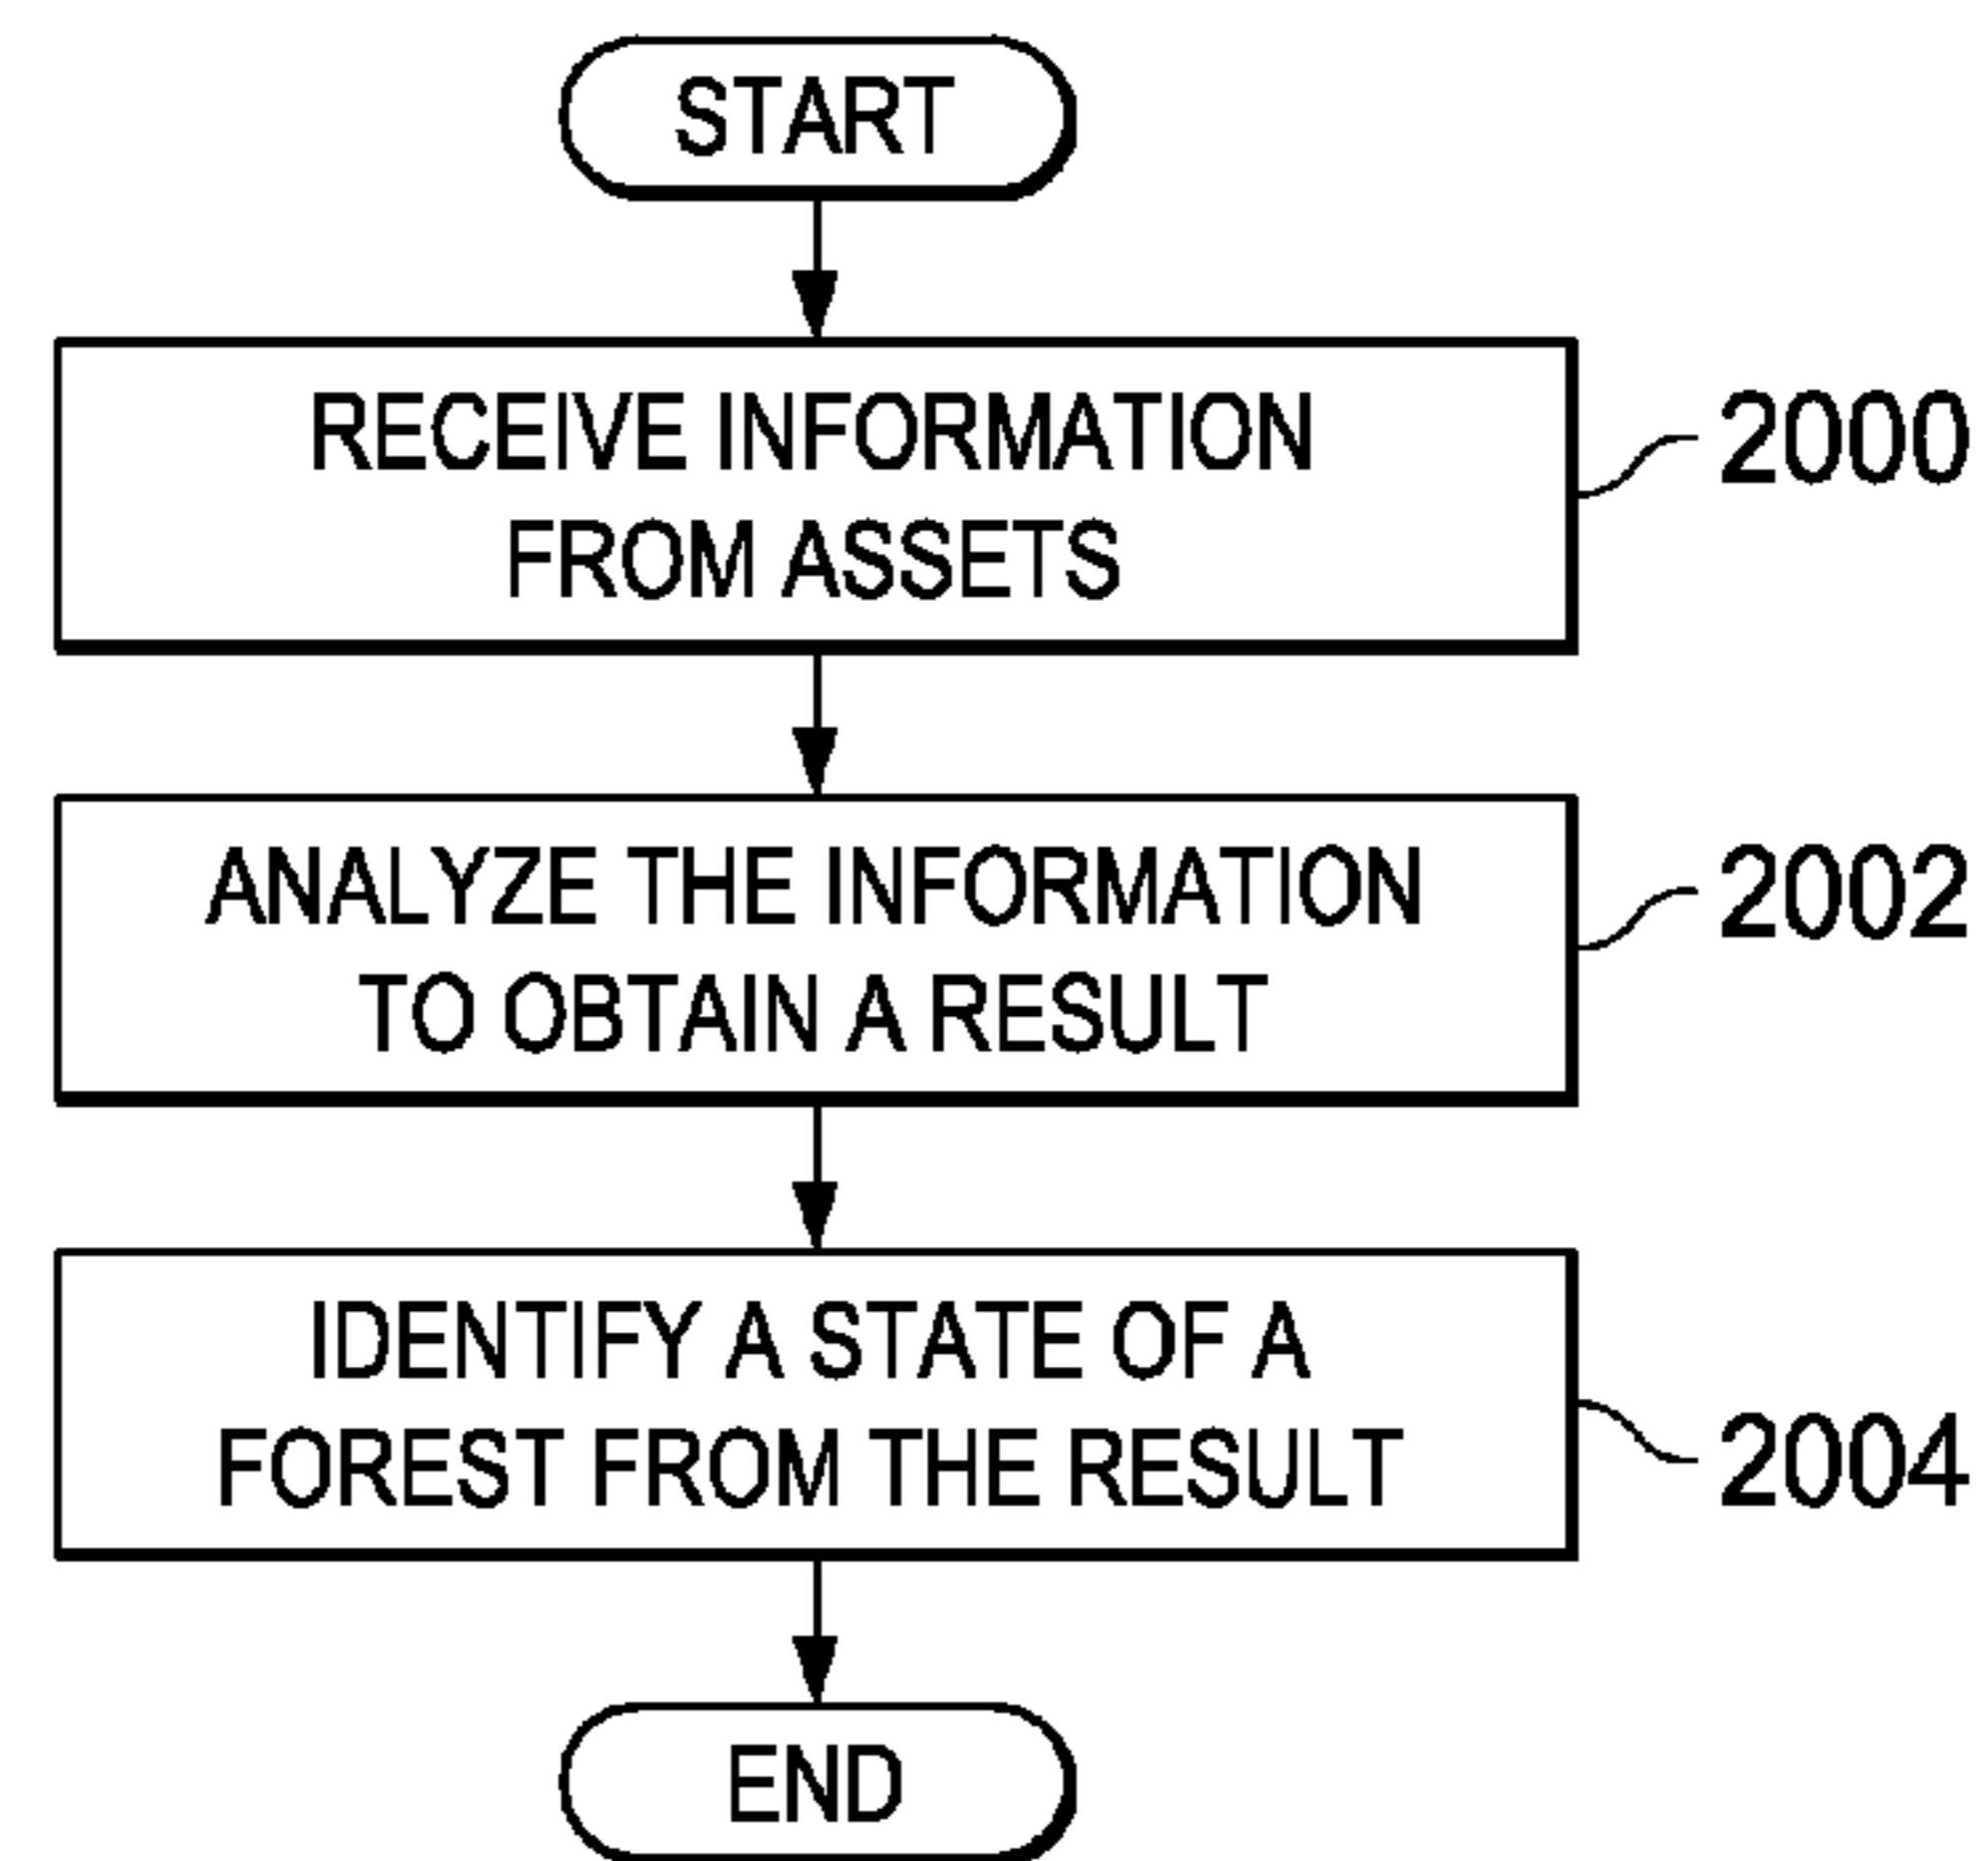 START
RECEIVE INFORMATION
FROM ASSETS
2000
ANALYZE THE INFORMATION
TO OBTAIN A RESULT
2002
IDENTIFY A STATE OF A
FOREST FROM THE RESULT
2004
END